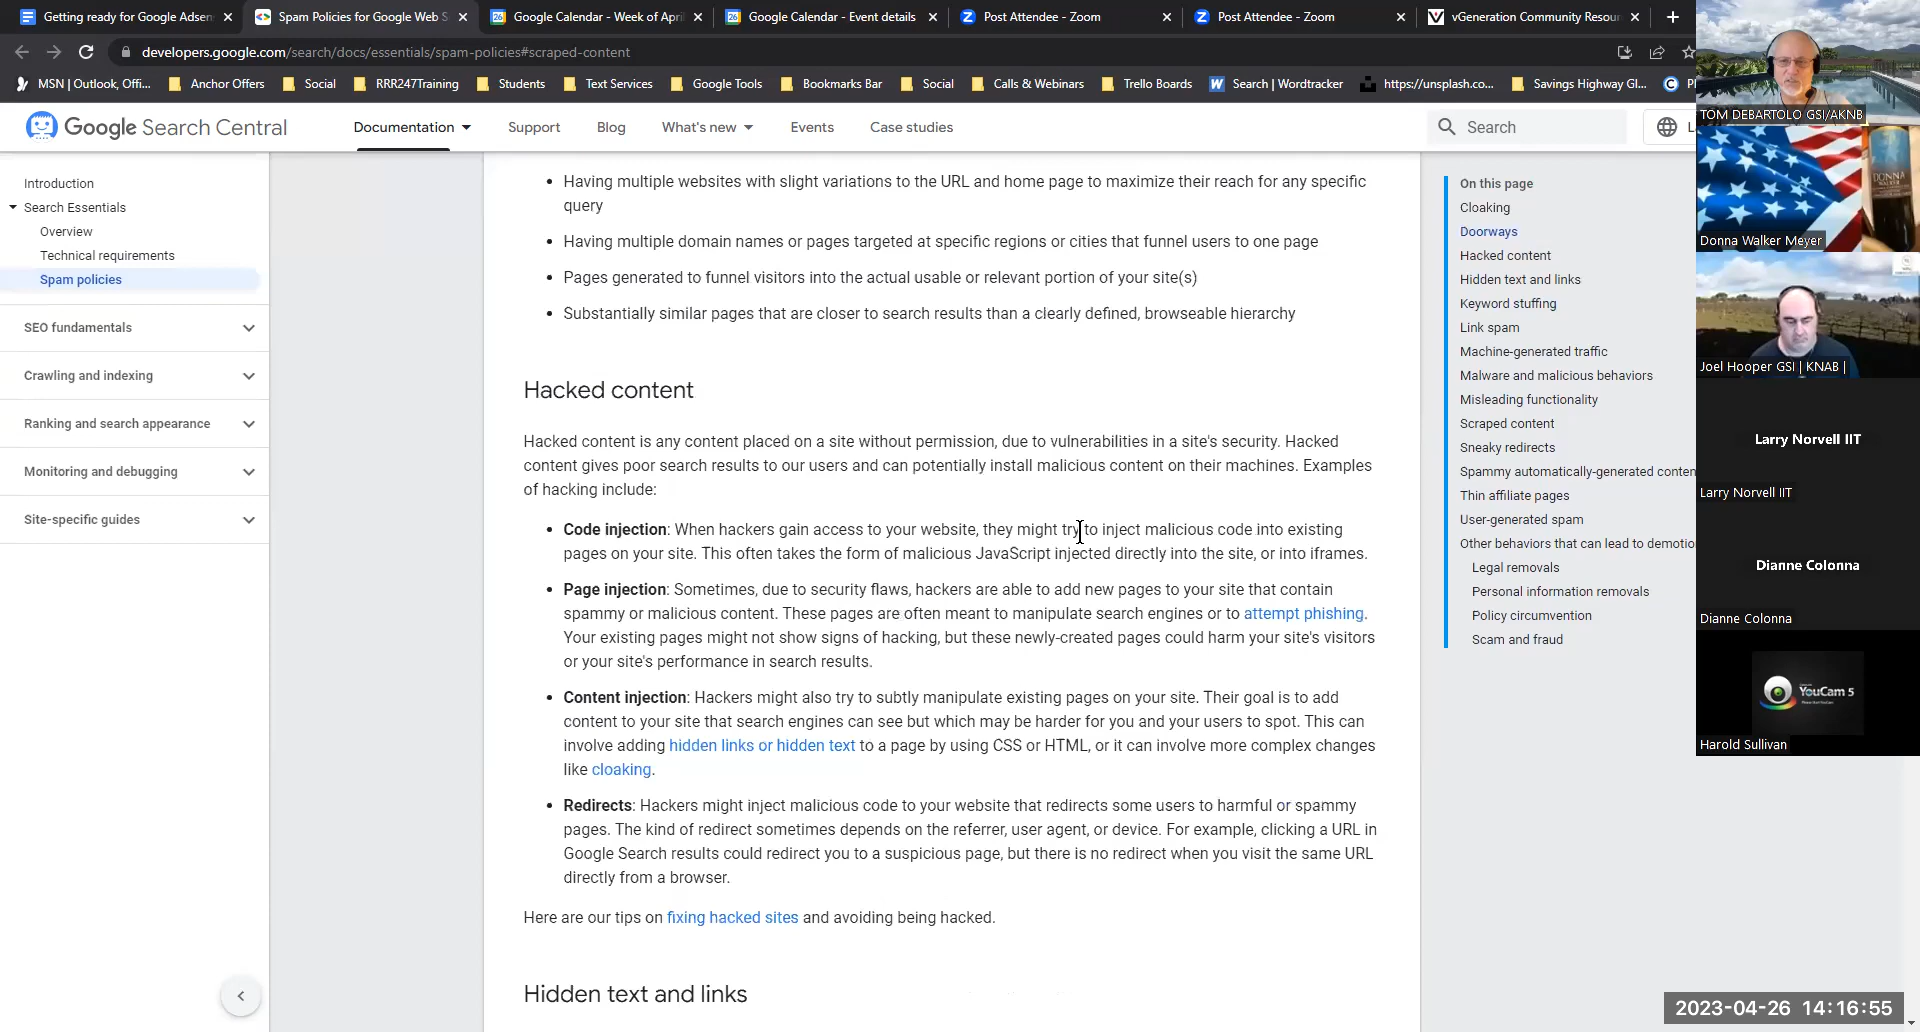 Getting ready for Google Adsen
Spam Policies for Google Web S
Google Calendar - Week of April
Google Calendar - Event details
Post Attendee - Zoom
Post Attendee - Zoom
vGeneration Community Resou
developers.google.com/search/docs/essentials/spam-policies#scraped-content
MSN | Outlook, Offi...
Anchor Offers
Social
RRR247Training
Students
Text Services
Google Tools
Bookmarks Bar
Social
Calls & Webinars
Trello Boards
Search | Wordtracker
https://unsplash.co...
Savings Highway Gl...
Google Search Central
Documentation
Support
Blog
What's new
Events
Case studies
Search
Introduction
Search Essentials
Overview
Technical requirements
Spam policies
SEO fundamentals
Crawling and indexing
Ranking and search appearance
Monitoring and debugging
Site-specific guides
• Having multiple websites with slight variations to the URL and home page to maximize their reach for any specific
query
• Having multiple domain names or pages targeted at specific regions or cities that funnel users to one page
• Pages generated to funnel visitors into the actual usable or relevant portion of your site(s)
• Substantially similar pages that are closer to search results than a clearly defined, browseable hierarchy
Hacked content
Hacked content is any content placed on a site without permission, due to vulnerabilities in a site's security. Hacked
content gives poor search results to our users and can potentially install malicious content on their machines. Examples
of hacking include:
• Code injection: When hackers gain access to your website, they might try to inject malicious code into existing
pages on your site. This often takes the form of malicious JavaScript injected directly into the site, or into iframes.
• Page injection: Sometimes, due to security flaws, hackers are able to add new pages to your site that contain
spammy or malicious content. These pages are often meant to manipulate search engines or to attempt phishing.
Your existing pages might not show signs of hacking, but these newly-created pages could harm your site's visitors
or your site's performance in search results.
• Content injection: Hackers might also try to subtly manipulate existing pages on your site. Their goal is to add
content to your site that search engines can see but which may be harder for you and your users to spot. This can
involve adding hidden links or hidden text to a page by using CSS or HTML, or it can involve more complex changes
like cloaking.
• Redirects: Hackers might inject malicious code to your website that redirects some users to harmful or spammy
pages. The kind of redirect sometimes depends on the referrer, user agent, or device. For example, clicking a URL in
Google Search results could redirect you to a suspicious page, but there is no redirect when you visit the same URL
directly from a browser.
Here are our tips on fixing hacked sites and avoiding being hacked.
Hidden text and links
On this page
Cloaking
Doorways
Hacked content
Hidden text and links
Keyword stuffing
Link spam
Machine-generated traffic
Malware and malicious behaviors
Misleading functionality
Scraped content
Sneaky redirects
Spammy automatically-generated conten
Thin affiliate pages
User-generated spam
Other behaviors that can lead to demotio
Legal removals
Personal information removals
Policy circumvention
Scam and fraud
TOM DEBARTOLO GSI/AKNB
DONNA
Donna Walker Meyer
Joel Hooper GSI | KNAB |
Larry Norvell IIT
Larry Norvell IIT
Dianne Colonna
Dianne Colonna
YouCam 5
Harold Sullivan
2023-04-26 14:16:55